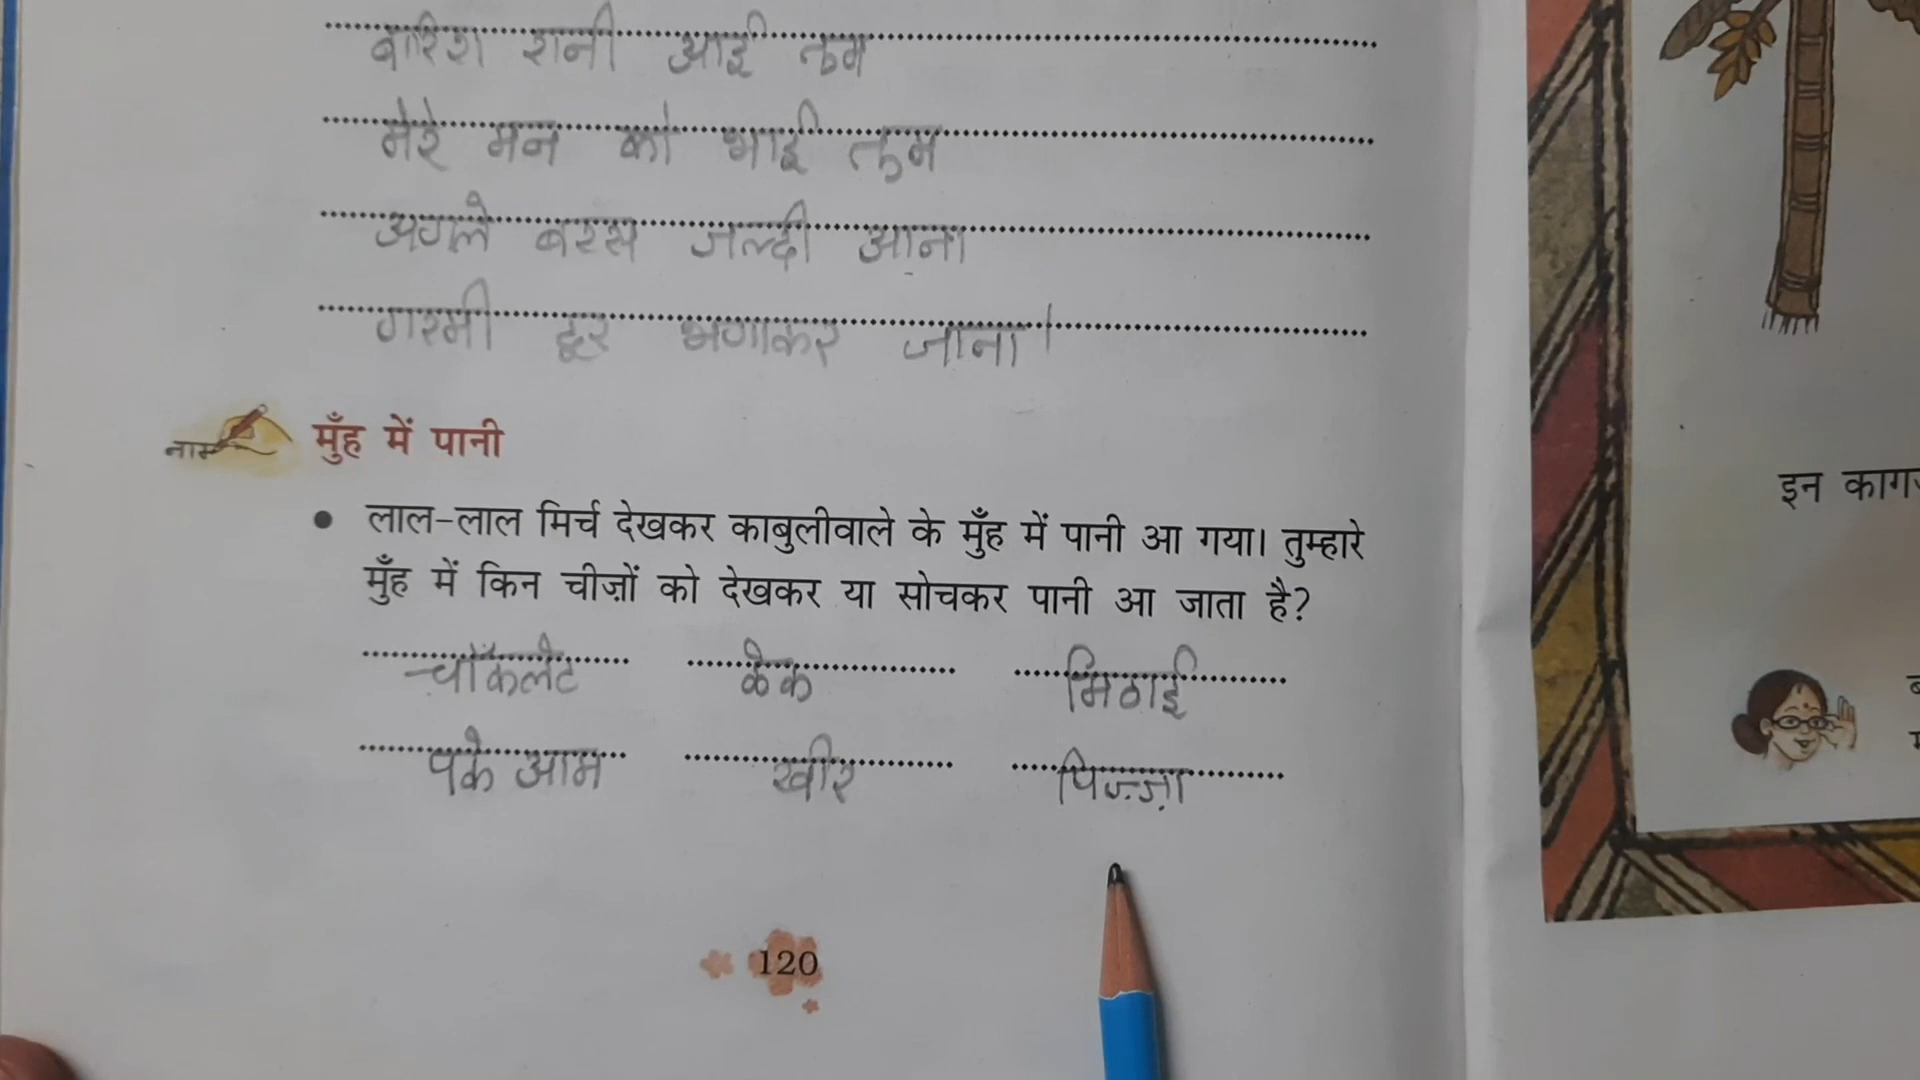 बारिश रानी आई तुम
मेरे मन को भाई तुम
अगले बरस जल्दी आना
गरमी दूर भगाकर जाना।
नाम
मुँह में पानी
• लाल-लाल मिर्च देखकर काबुलीवाले के मुँह में पानी आ गया। तुम्हारे
मुँह में किन चीज़ों को देखकर या सोचकर पानी आ जाता है?
चॉकलेट केक मिठाई
पके आम खीर पिज़्ज़ा
120
इन